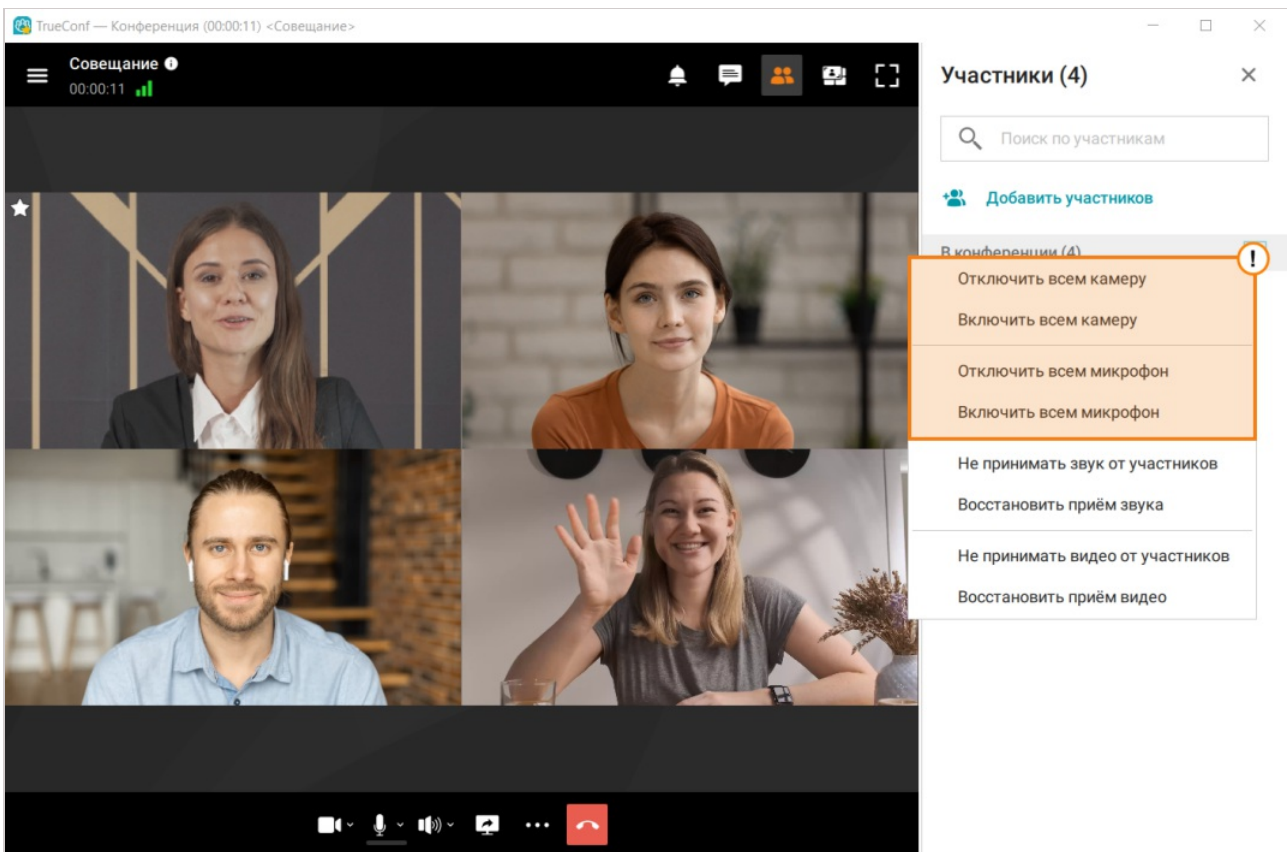 TrueConf — Конференция (00:00:11) <Совещание>
Совещание
00:00:11
Участники (4)
Поиск по участникам
Добавить участников
В конференции (4)
!
Отключить всем камеру
Включить всем камеру
Отключить всем микрофон
Включить всем микрофон
Не принимать звук от участников
Восстановить приём звука
Не принимать видео от участников
Восстановить приём видео